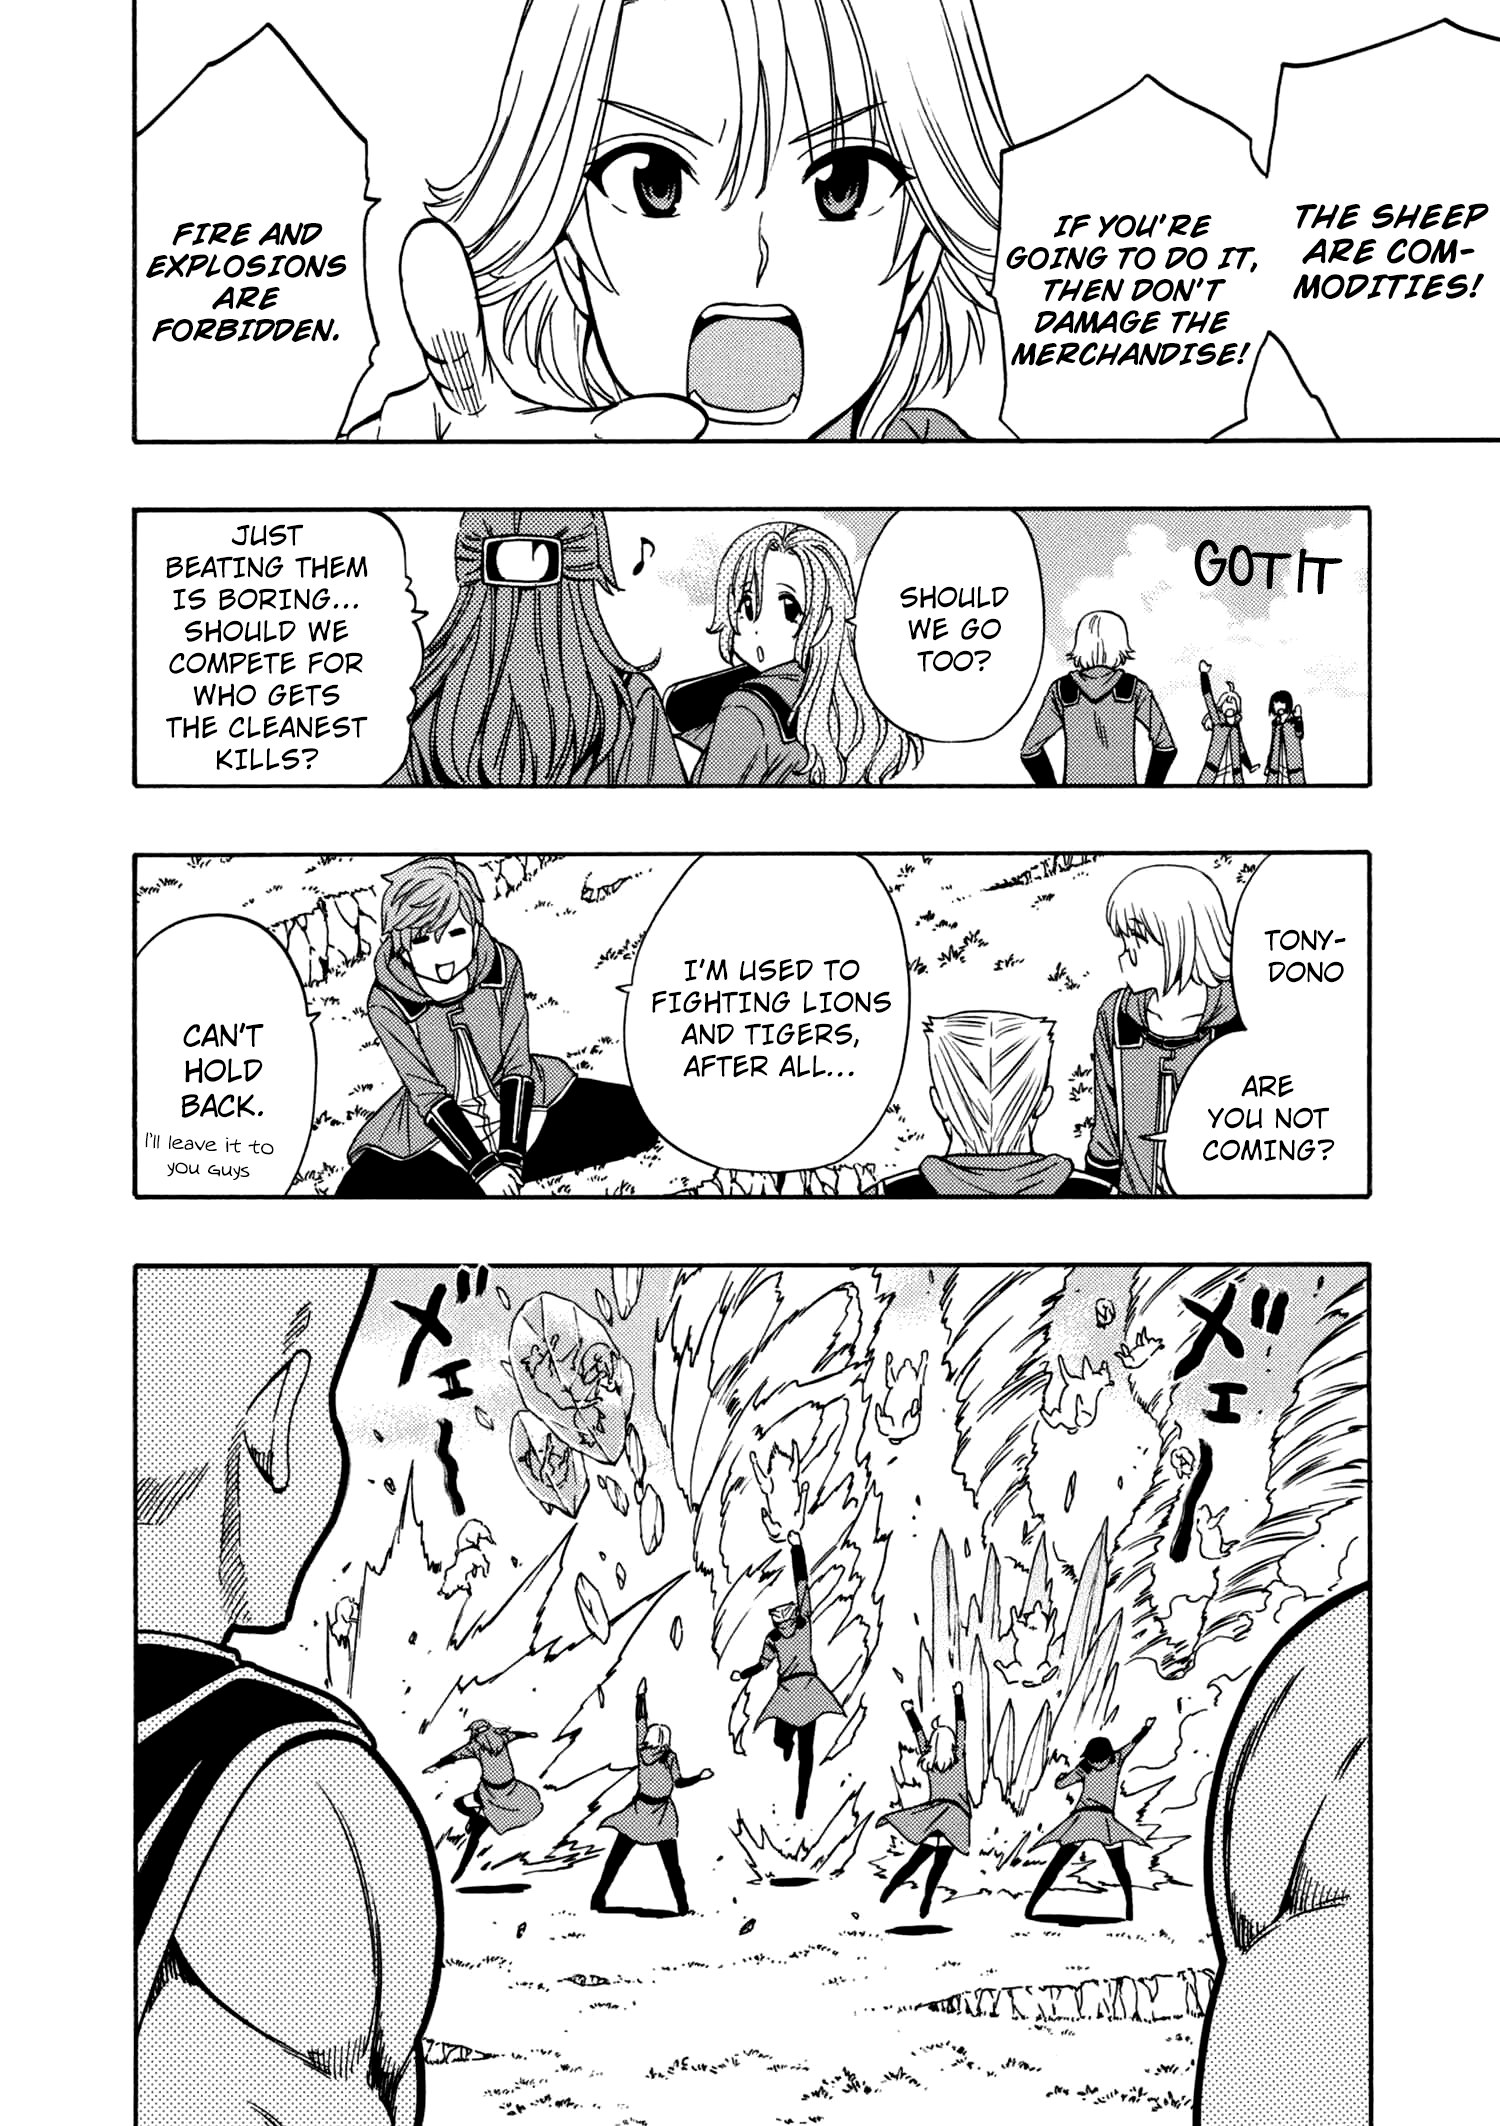 THE SHEEP
ARE COM-
MODITIES!
IF YOU'RE
GOING TO DO IT,
THEN DON'T
DAMAGE THE
MERCHANDISE!
FIRE AND
EXPLOSIONS
ARE
FORBIDDEN.
GOT IT
SHOULD
WE GO
TOO?
♪
JUST
BEATING THEM
IS BORING...
SHOULD WE
COMPETE FOR
WHO GETS
THE CLEANEST
KILLS?
TONY-
DONO
ARE
YOU NOT
COMING?
I'M USED TO
FIGHTING LIONS
AND TIGERS,
AFTER ALL...
CAN'T
HOLD
BACK.
I'll leave it to
you guys
メ゛ェー
メ゛ェー